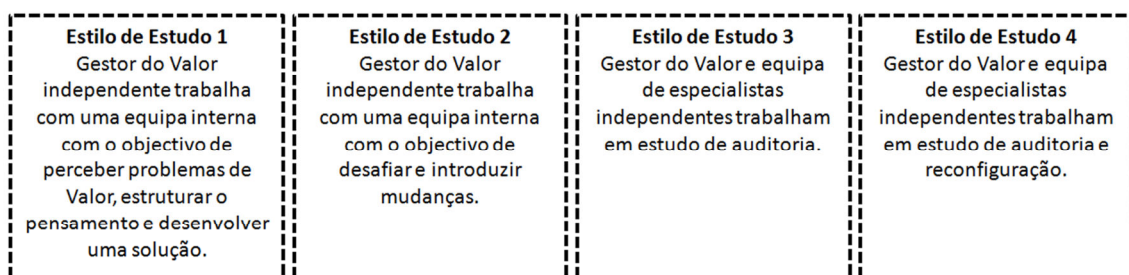 Estilo de Estudo 1
Gestor do Valor
independente trabalha
com uma equipa interna
com o objectivo de
perceber problemas de
Valor, estruturar o
pensamento e desenvolver
uma solução.
Estilo de Estudo 2
Gestor do Valor
independente trabalha
com uma equipa interna
com o objectivo de
desafiar e introduzir
mudanças.
Estilo de Estudo 3
Gestor do Valor e equipa
de especialistas
independentes trabalham
em estudo de auditoria.
Estilo de Estudo 4
Gestor do Valor e equipa
de especialistas
independentes trabalham
em estudo de auditoria e
reconfiguração.